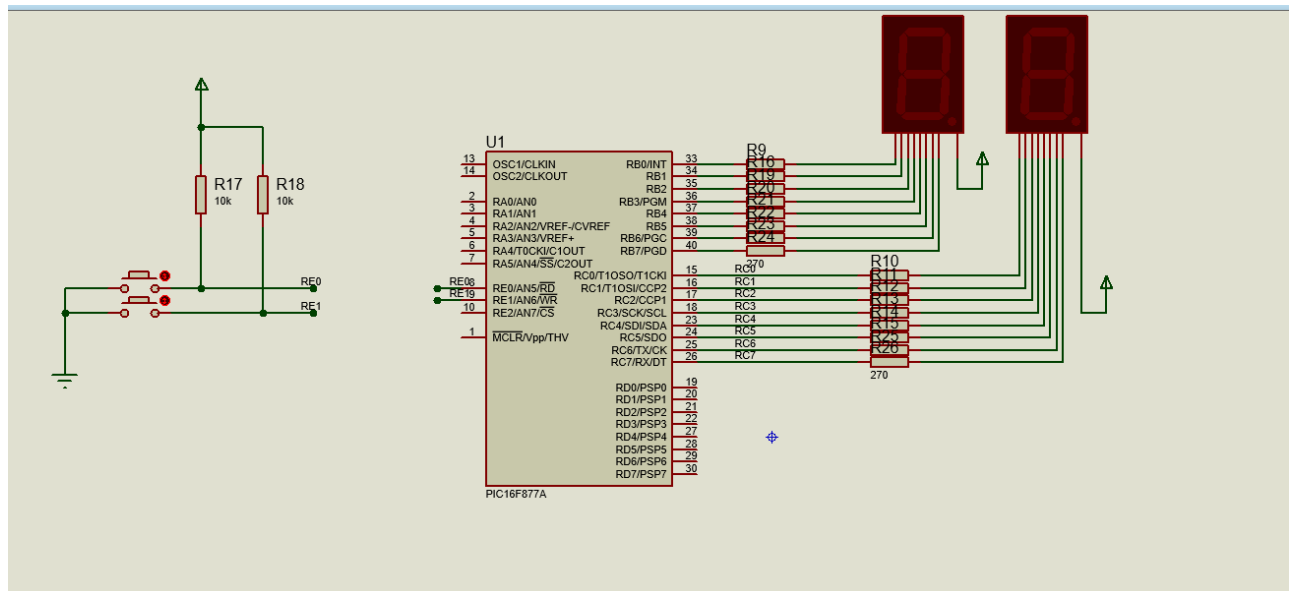 U1
13 OSC1/CLKIN
14 OSC2/CLKOUT
2 RA0/AN0
3 RA1/AN1
4 RA2/AN2/VREF-/CVREF
5 RA3/AN3/VREF+
6 RA4/T0CKI/C1OUT
7 RA5/AN4/SS/C2OUT
RE0 8 RE0/AN5/RD
RE1 9 RE1/AN6/WR
10 RE2/AN7/CS
1 MCLR/Vpp/THV
RB0/INT 33
RB1 34
RB2 35
RB3/PGM 36
RB4 37
RB5 38
RB6/PGC 39
RB7/PGD 40
RC0/T1OSO/T1CKI 15 RC0
RC1/T1OSI/CCP2 16 RC1
RC2/CCP1 17 RC2
RC3/SCK/SCL 18 RC3
RC4/SDI/SDA 23 RC4
RC5/SDO 24 RC5
RC6/TX/CK 25 RC6
RC7/RX/DT 26 RC7
RD0/PSP0 19
RD1/PSP1 20
RD2/PSP2 21
RD3/PSP3 22
RD4/PSP4 27
RD5/PSP5 28
RD6/PSP6 29
RD7/PSP7 30
PIC16F877A
R17
10k
R18
10k
RE0
RE1
R9
R16
R19
R20
R21
R22
R23
R24
270
R10
R11
R12
R13
R14
R15
R25
R26
270